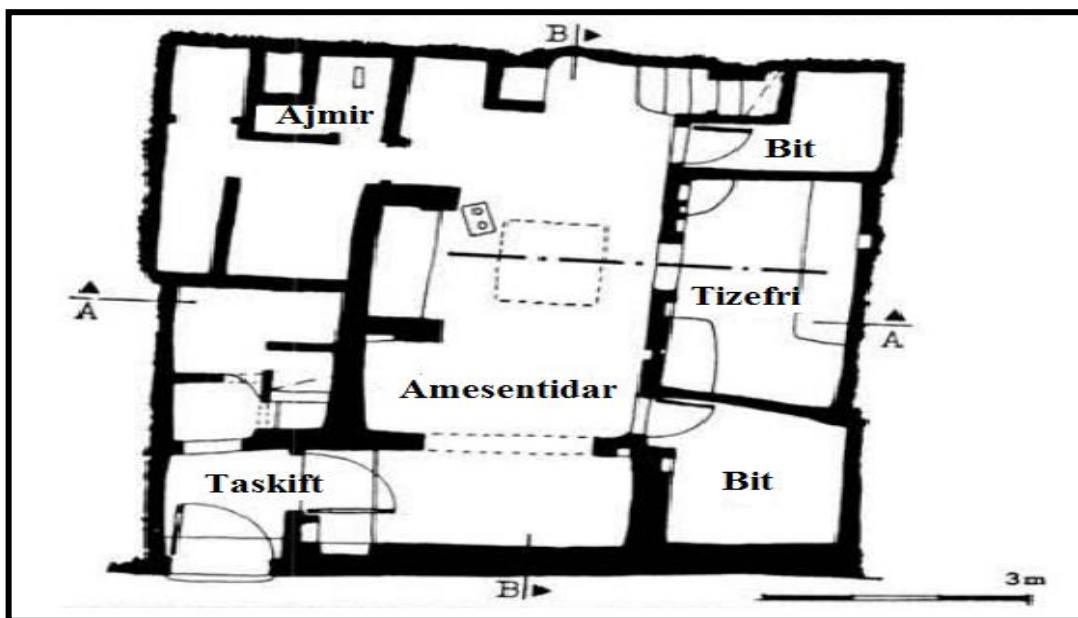 B
Ajmir
Bit
Tizefri
A
A
Amesentidar
Taskift
Bit
B
3m